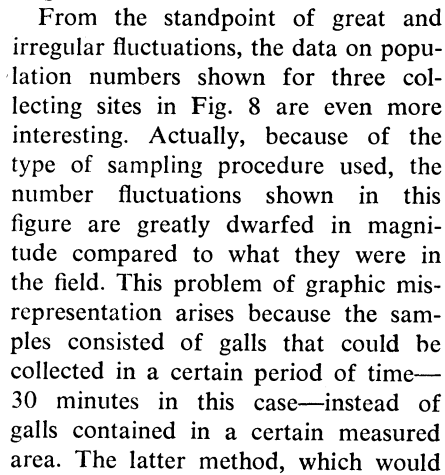 From the standpoint of great and
irregular fluctuations, the data on popu-
lation numbers shown for three col-
lecting sites in Fig. 8 are even more
interesting. Actually, because of the
type of sampling procedure used, the
number fluctuations shown in this
figure are greatly dwarfed in magni-
tude compared to what they were in
the field. This problem of graphic mis-
representation arises because the sam-
ples consisted of galls that could be
collected in a certain period of time—
30 minutes in this case—instead of
galls contained in a certain measured
area. The latter method, which would